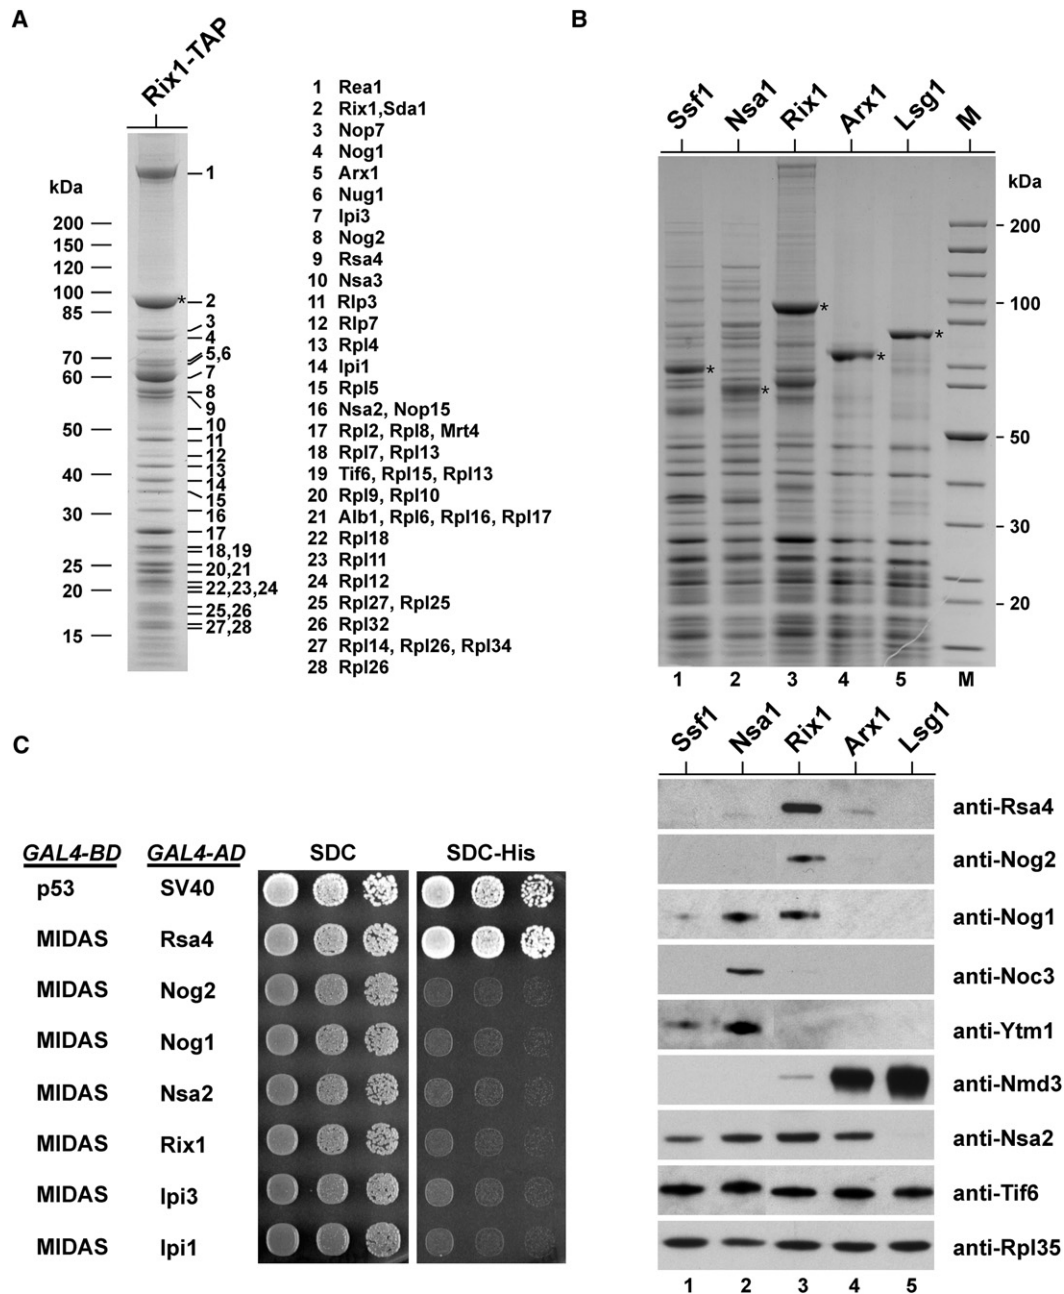 A
Rix1-TAP
kDa
200
150
120
100
85
70
60
50
40
30
25
20
15
*
1
2
3
4
5,6
7
8
9
10
11
12
13
14
15
16
17
18,19
20,21
22,23,24
25,26
27,28
1 Rea1
2 Rix1,Sda1
3 Nop7
4 Nog1
5 Arx1
6 Nug1
7 Ipi3
8 Nog2
9 Rsa4
10 Nsa3
11 Rlp3
12 Rlp7
13 Rpl4
14 Ipi1
15 Rpl5
16 Nsa2, Nop15
17 Rpl2, Rpl8, Mrt4
18 Rpl7, Rpl13
19 Tif6, Rpl15, Rpl13
20 Rpl9, Rpl10
21 Alb1, Rpl6, Rpl16, Rpl17
22 Rpl18
23 Rpl11
24 Rpl12
25 Rpl27, Rpl25
26 Rpl32
27 Rpl14, Rpl26, Rpl34
28 Rpl26
B
Ssf1 Nsa1 Rix1 Arx1 Lsg1 M
kDa
200
100
50
30
20
* * * * *
1 2 3 4 5 M
Ssf1 Nsa1 Rix1 Arx1 Lsg1
anti-Rsa4
anti-Nog2
anti-Nog1
anti-Noc3
anti-Ytm1
anti-Nmd3
anti-Nsa2
anti-Tif6
anti-Rpl35
1 2 3 4 5
C
GAL4-BD GAL4-AD SDC SDC-His
p53 SV40
MIDAS Rsa4
MIDAS Nog2
MIDAS Nog1
MIDAS Nsa2
MIDAS Rix1
MIDAS Ipi3
MIDAS Ipi1